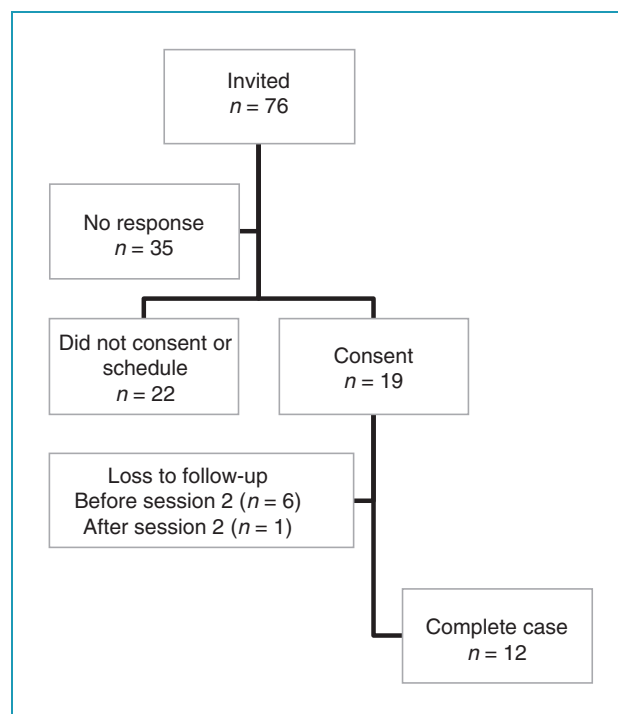 Invited
n = 76
No response
n = 35
Did not consent or
schedule
n = 22
Consent
n = 19
Loss to follow-up
Before session 2 (n = 6)
After session 2 (n = 1)
Complete case
n = 12